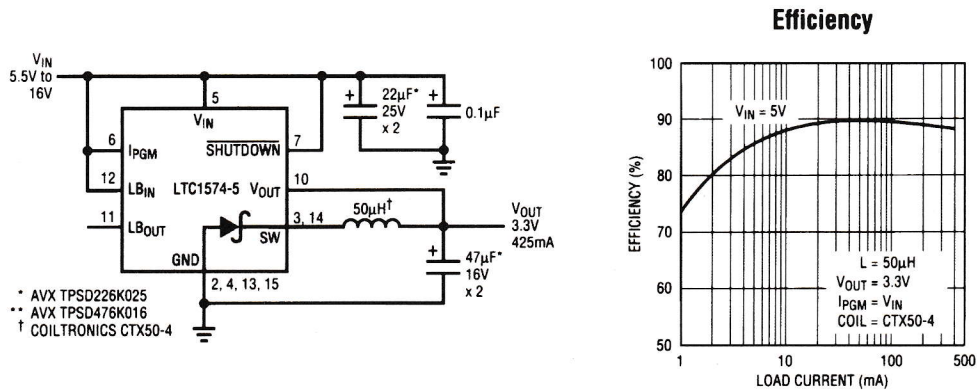 Efficiency
VIN
5.5V to
16V
5
VIN
6
IPGM
SHUTDOWN
7
12
LBIN
LTC1574-5
VOUT
10
11
LBOUT
SW
3, 14
GND
2, 4, 13, 15
22µF*
25V
x 2
0.1µF
50µH†
VOUT
3.3V
425mA
47µF*
16V
x 2
* AVX TPSD226K025
** AVX TPSD476K016
† COILTRONICS CTX50-4
100
90
80
70
60
50
EFFICIENCY (%)
VIN = 5V
L = 50µH
VOUT = 3.3V
IPGM = VIN
COIL = CTX50-4
1
10
100
500
LOAD CURRENT (mA)